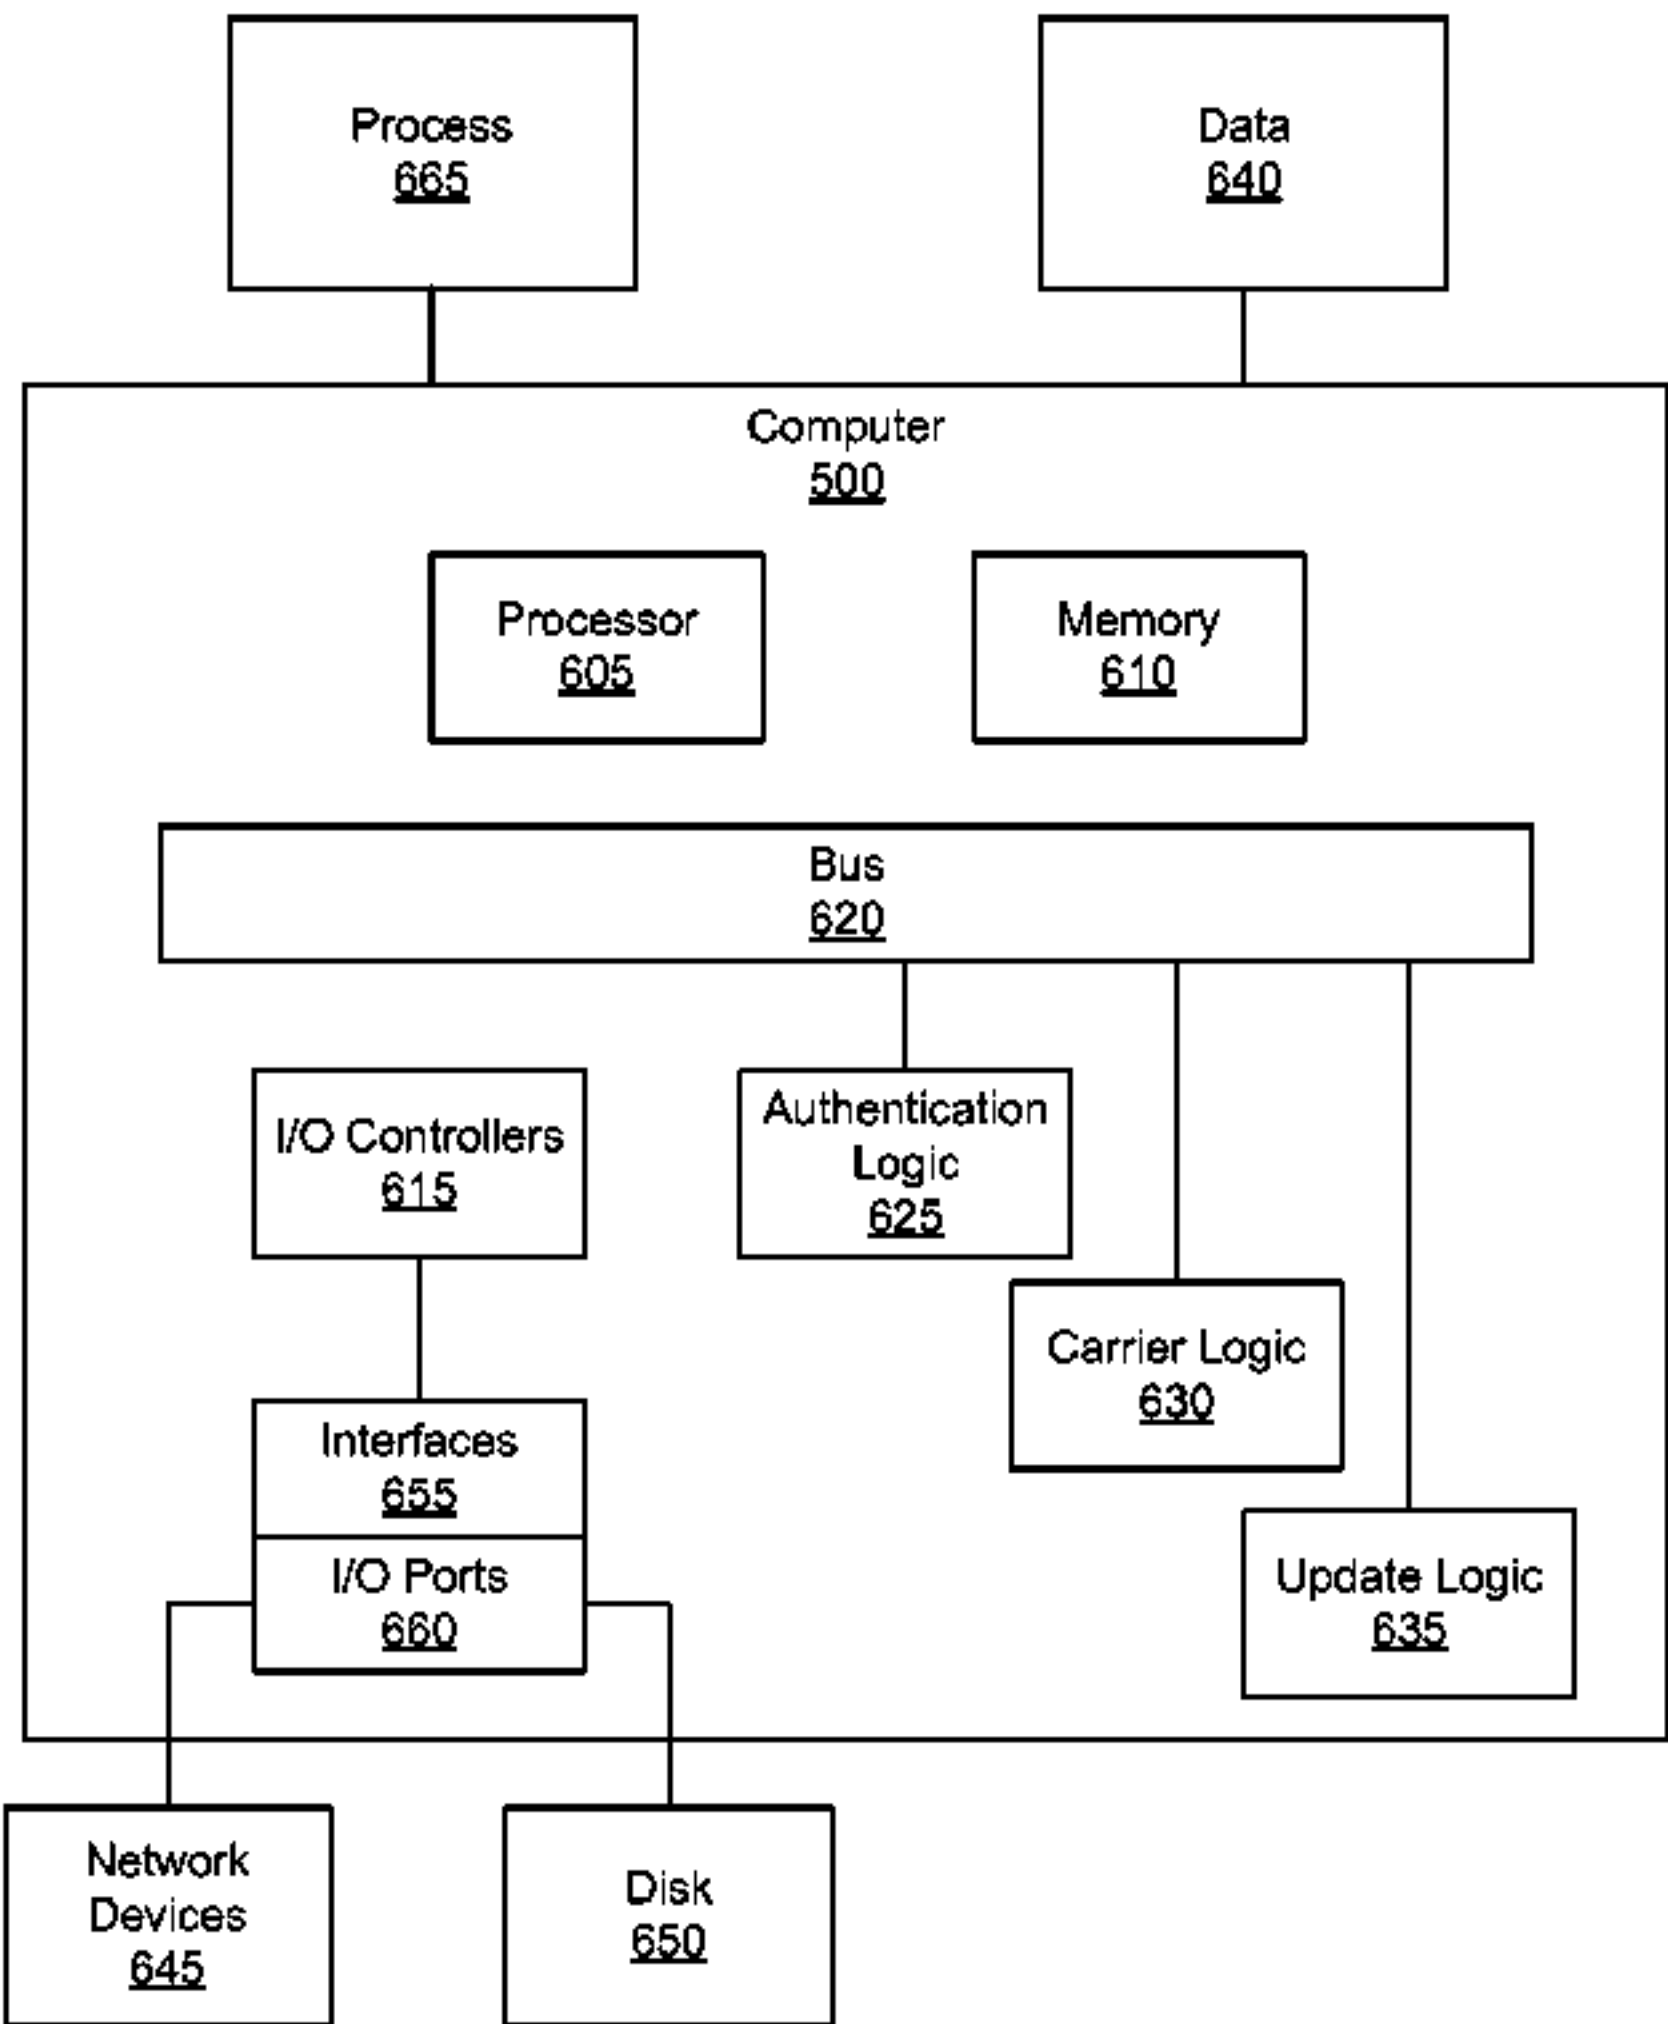 Process
665
Data
640
Computer
500
Processor
605
Memory
610
Bus
620
I/O Controllers
615
Authentication
Logic
625
Carrier Logic
630
Interfaces
655
I/O Ports
660
Update Logic
635
Network
Devices
645
Disk
650